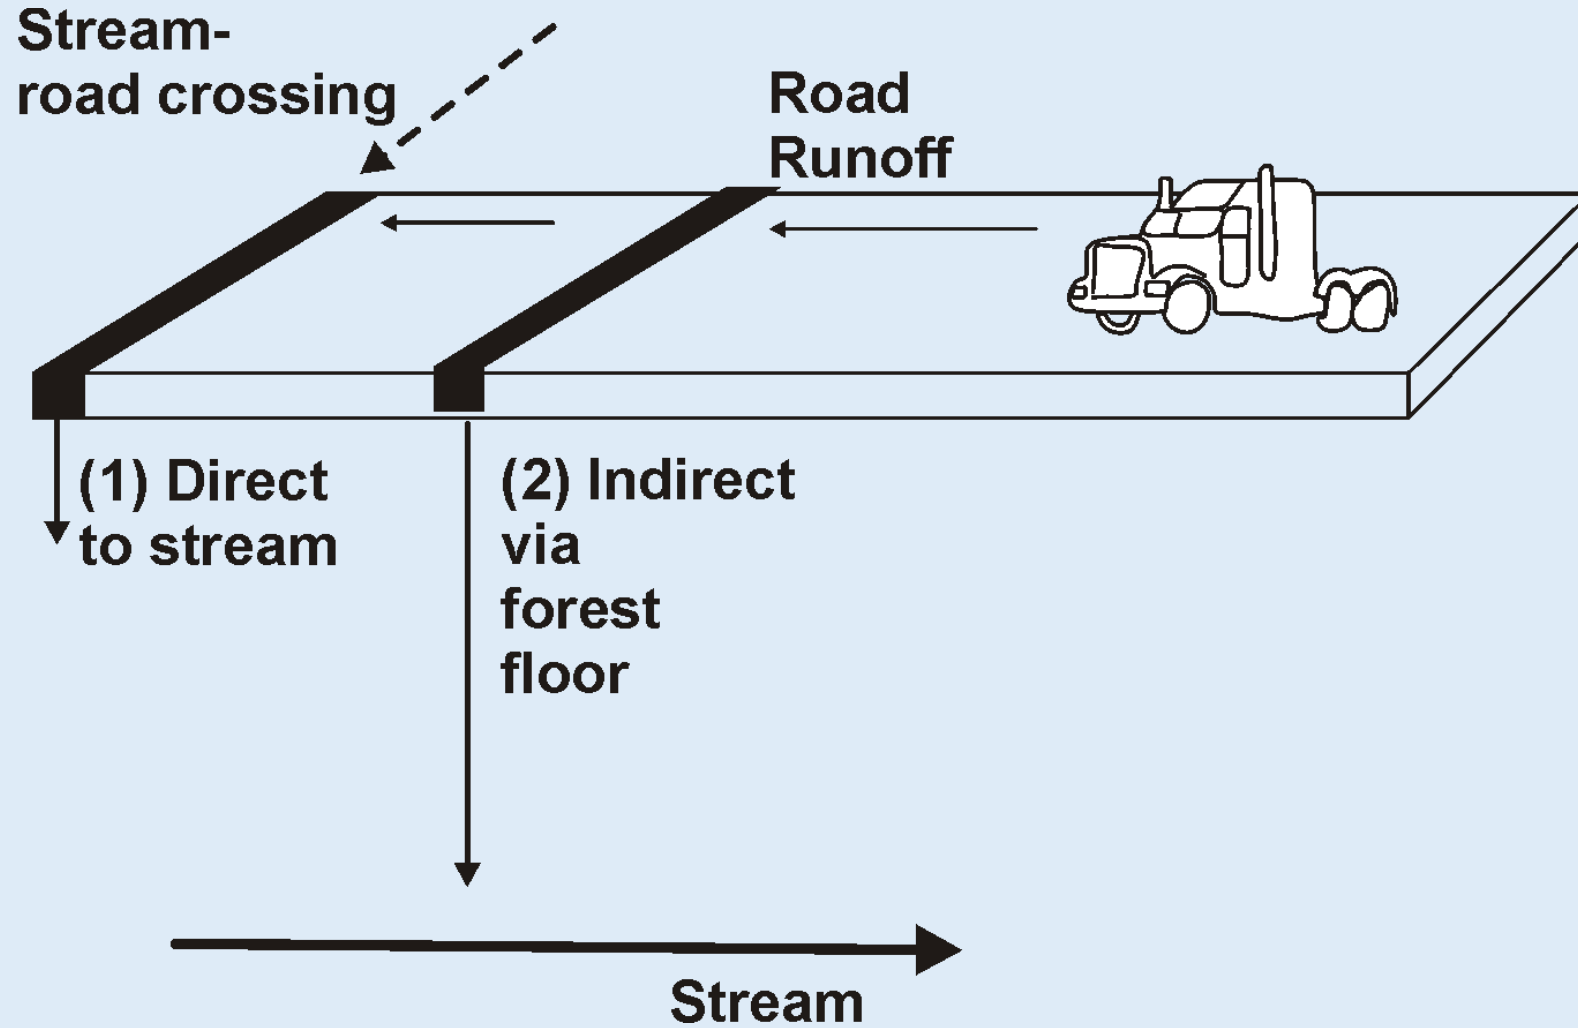 Stream-
road crossing
Road
Runoff
(1) Direct
to stream
(2) Indirect
via
forest
floor
Stream